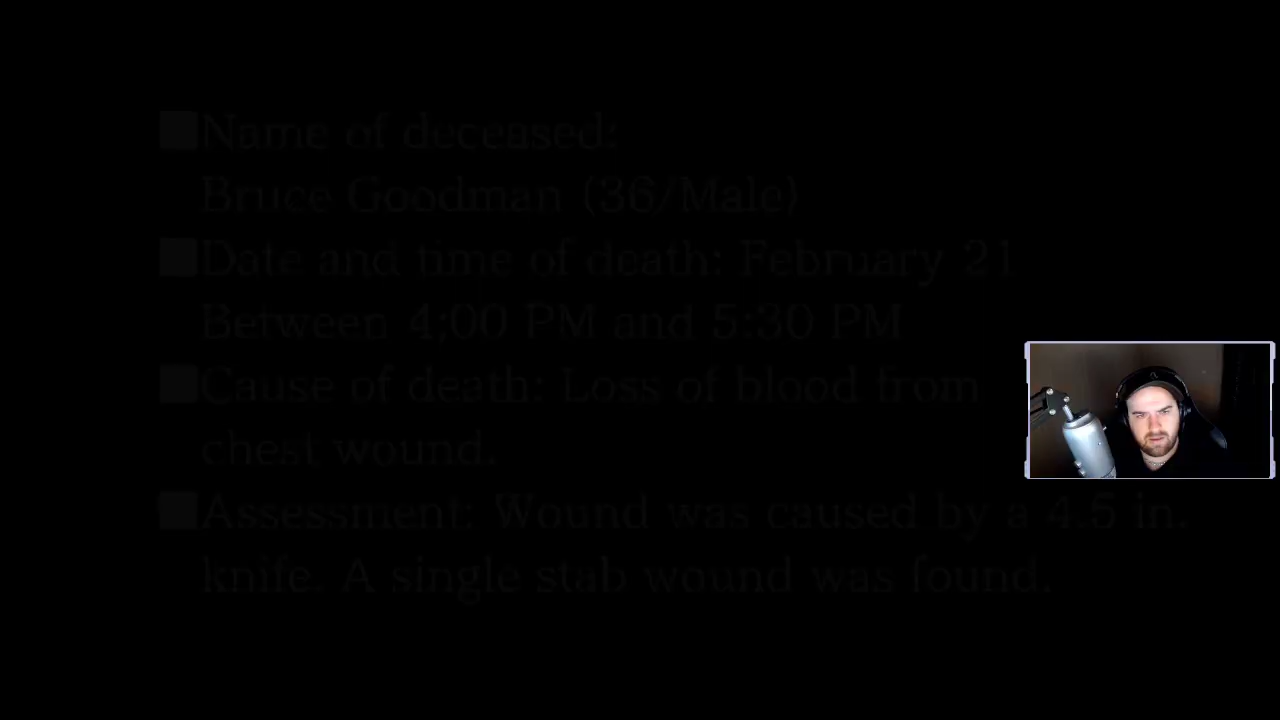 ■Name of deceased:
Bruce Goodman (36/Male)
■Date and time of death: February 21
Between 4;00 PM and 5:30 PM
■Cause of death: Loss of blood from
chest wound.
■Assessment: Wound was caused by a 4.5 in.
knife. A single stab wound was found.